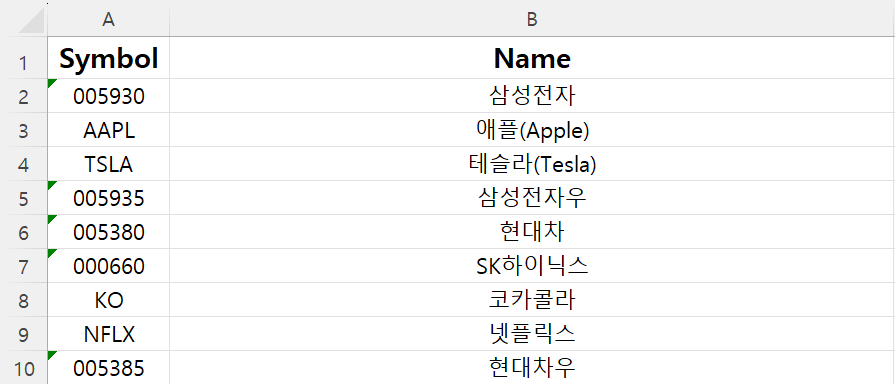 A B
1 Symbol Name
2 005930 삼성전자
3 AAPL 애플(Apple)
4 TSLA 테슬라(Tesla)
5 005935 삼성전자우
6 005380 현대차
7 000660 SK하이닉스
8 KO 코카콜라
9 NFLX 넷플릭스
10 005385 현대차우